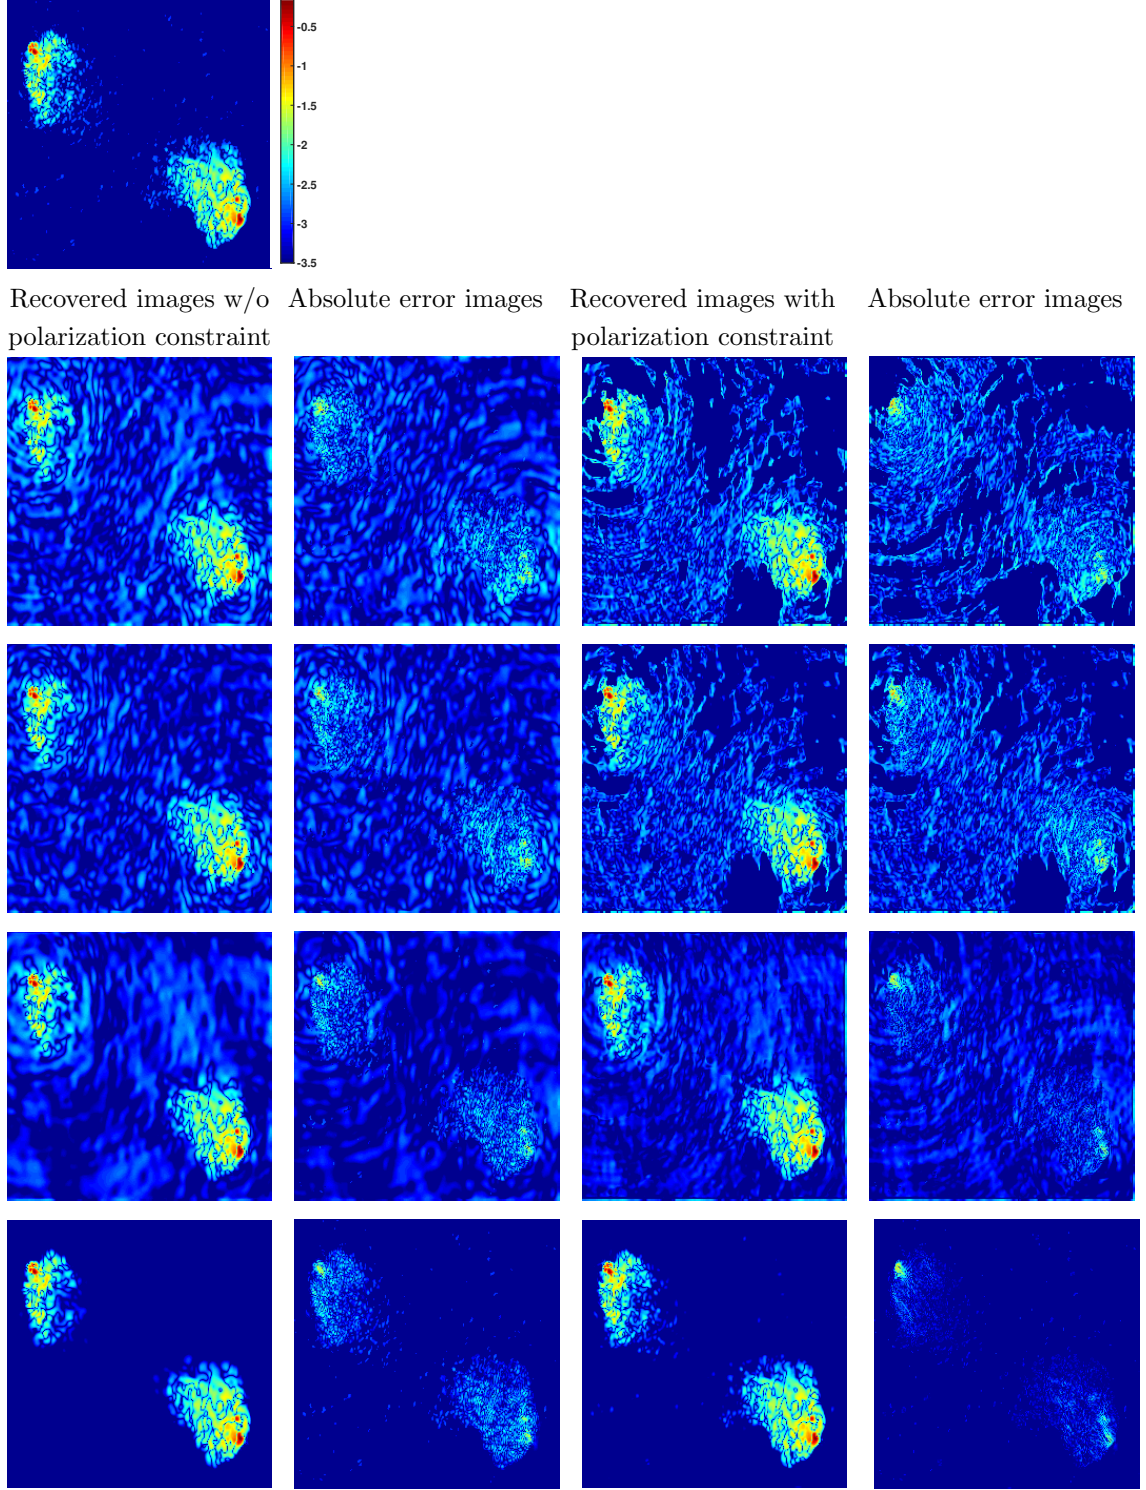 -0.5
-1
-1.5
-2
-2.5
-3
-3.5
Recovered images w/o polarization constraint
Absolute error images
Recovered images with polarization constraint
Absolute error images